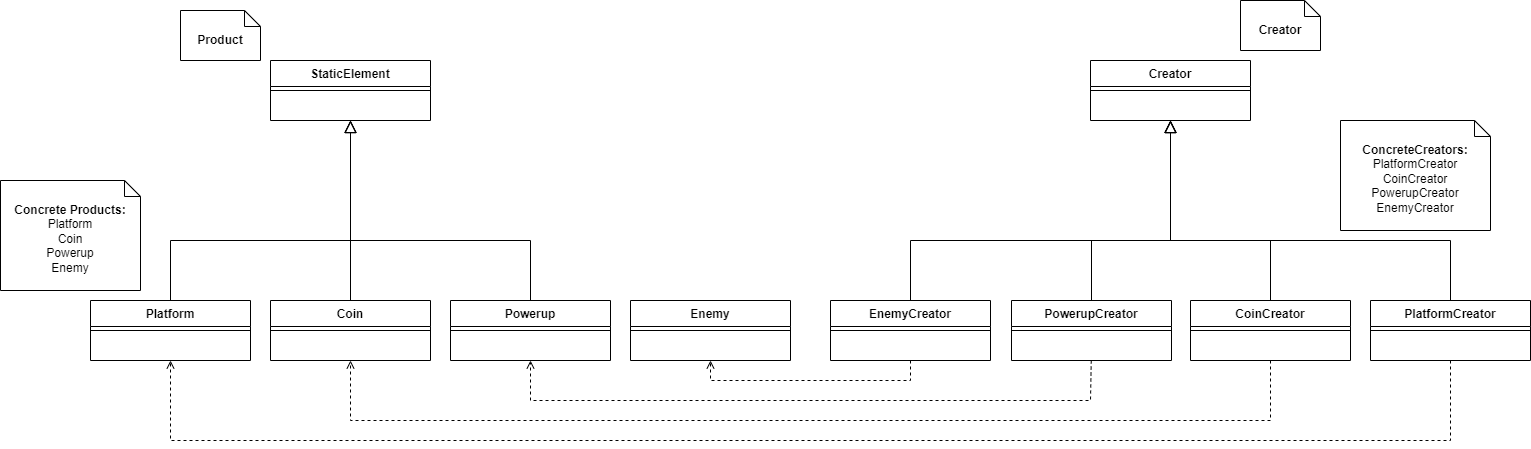 Product
Creator
StaticElement
Creator
ConcreteCreators:
PlatformCreator
CoinCreator
PowerupCreator
EnemyCreator
Concrete Products:
Platform
Coin
Powerup
Enemy
Platform
Coin
Powerup
Enemy
EnemyCreator
PowerupCreator
CoinCreator
PlatformCreator